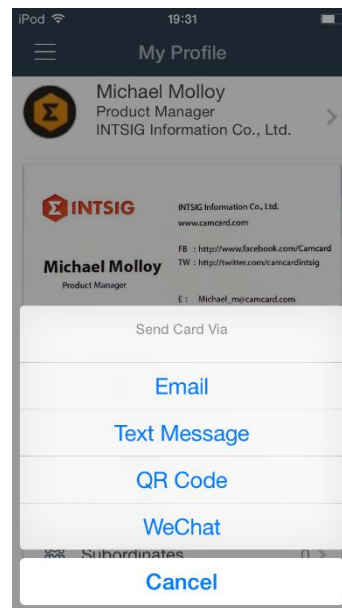 iPod 19:31
My Profile
Michael Molloy
Product Manager
INTSIG Information Co., Ltd.
INTSIG
INTSIG Information Co., Ltd.
www.camcard.com
FB : http://www.facebook.com/Camcard
TW : http://twitter.com/camcardintsig
Michael Molloy
Product Manager
E : Michael_m@camcard.com
Send Card Via
Email
Text Message
QR Code
WeChat
Subordinates 0
Cancel